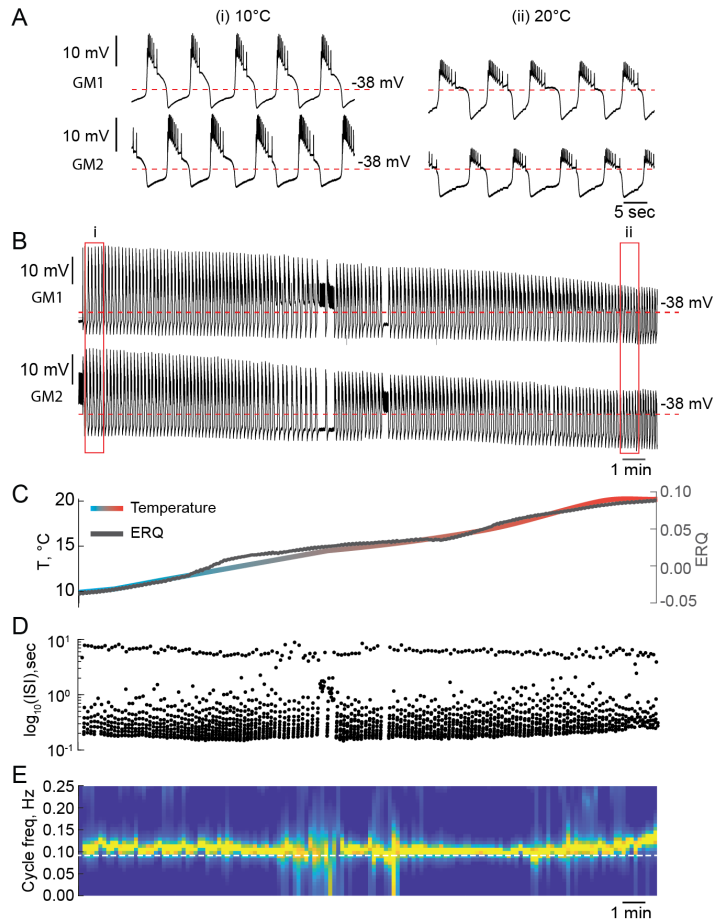 A (i) 10°C (ii) 20°C
10 mV
GM1 -38 mV
10 mV
GM2 -38 mV
5 sec
B i ii
10 mV
GM1 -38 mV
10 mV
GM2 -38 mV
1 min
C
20 Temperature 0.10
ERQ 0.05
15
0.00
10
-0.05
T, °C
ERQ
D
10¹
10⁰
10⁻¹
log₁₀(ISI),sec
E
0.25
0.20
0.15
0.10
0.05
0.00
Cycle freq, Hz
1 min